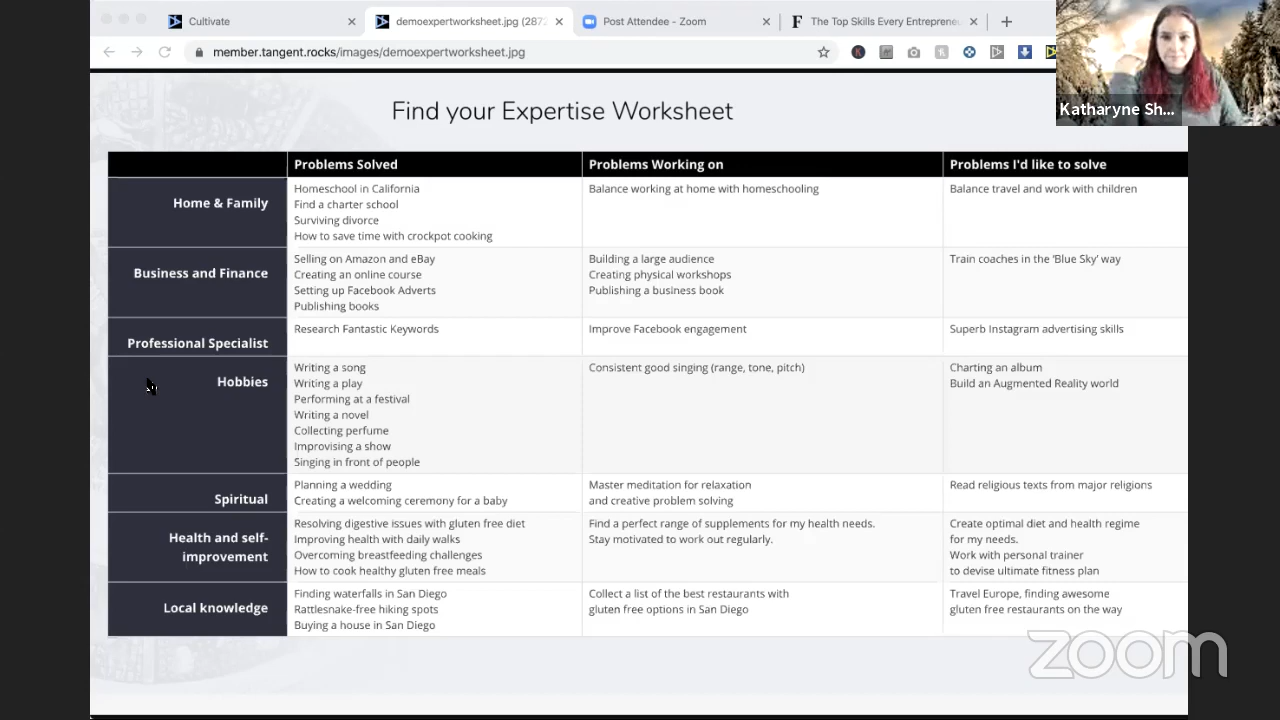 Cultivate
demoexpertworksheet.jpg (2872
Post Attendee - Zoom
The Top Skills Every Entrepreneu
member.tangent.rocks/images/demoexpertworksheet.jpg
Katharyne Sh...
Find your Expertise Worksheet
Problems Solved
Problems Working on
Problems I'd like to solve
Home & Family
Homeschool in California
Find a charter school
Surviving divorce
How to save time with crockpot cooking
Balance working at home with homeschooling
Balance travel and work with children
Business and Finance
Selling on Amazon and eBay
Creating an online course
Setting up Facebook Adverts
Publishing books
Building a large audience
Creating physical workshops
Publishing a business book
Train coaches in the 'Blue Sky' way
Professional Specialist
Research Fantastic Keywords
Improve Facebook engagement
Superb Instagram advertising skills
Hobbies
Writing a song
Writing a play
Performing at a festival
Writing a novel
Collecting perfume
Improvising a show
Singing in front of people
Consistent good singing (range, tone, pitch)
Charting an album
Build an Augmented Reality world
Spiritual
Planning a wedding
Creating a welcoming ceremony for a baby
Master meditation for relaxation
and creative problem solving
Read religious texts from major religions
Health and self-
improvement
Resolving digestive issues with gluten free diet
Improving health with daily walks
Overcoming breastfeeding challenges
How to cook healthy gluten free meals
Find a perfect range of supplements for my health needs.
Stay motivated to work out regularly.
Create optimal diet and health regime
for my needs.
Work with personal trainer
to devise ultimate fitness plan
Local knowledge
Finding waterfalls in San Diego
Rattlesnake-free hiking spots
Buying a house in San Diego
Collect a list of the best restaurants with
gluten free options in San Diego
Travel Europe, finding awesome
gluten free restaurants on the way
zoom